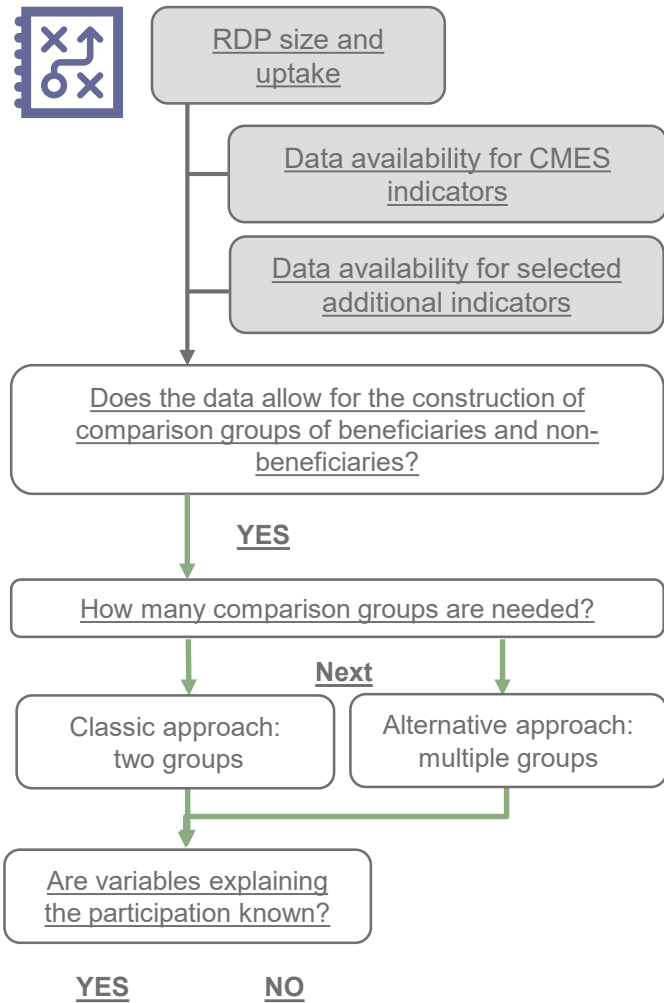 RDP size and
uptake
Data availability for CMES
indicators
Data availability for selected
additional indicators
Does the data allow for the construction of
comparison groups of beneficiaries and non-
beneficiaries?
YES
How many comparison groups are needed?
Next
Classic approach:
two groups
Alternative approach:
multiple groups
Are variables explaining
the participation known?
YES NO